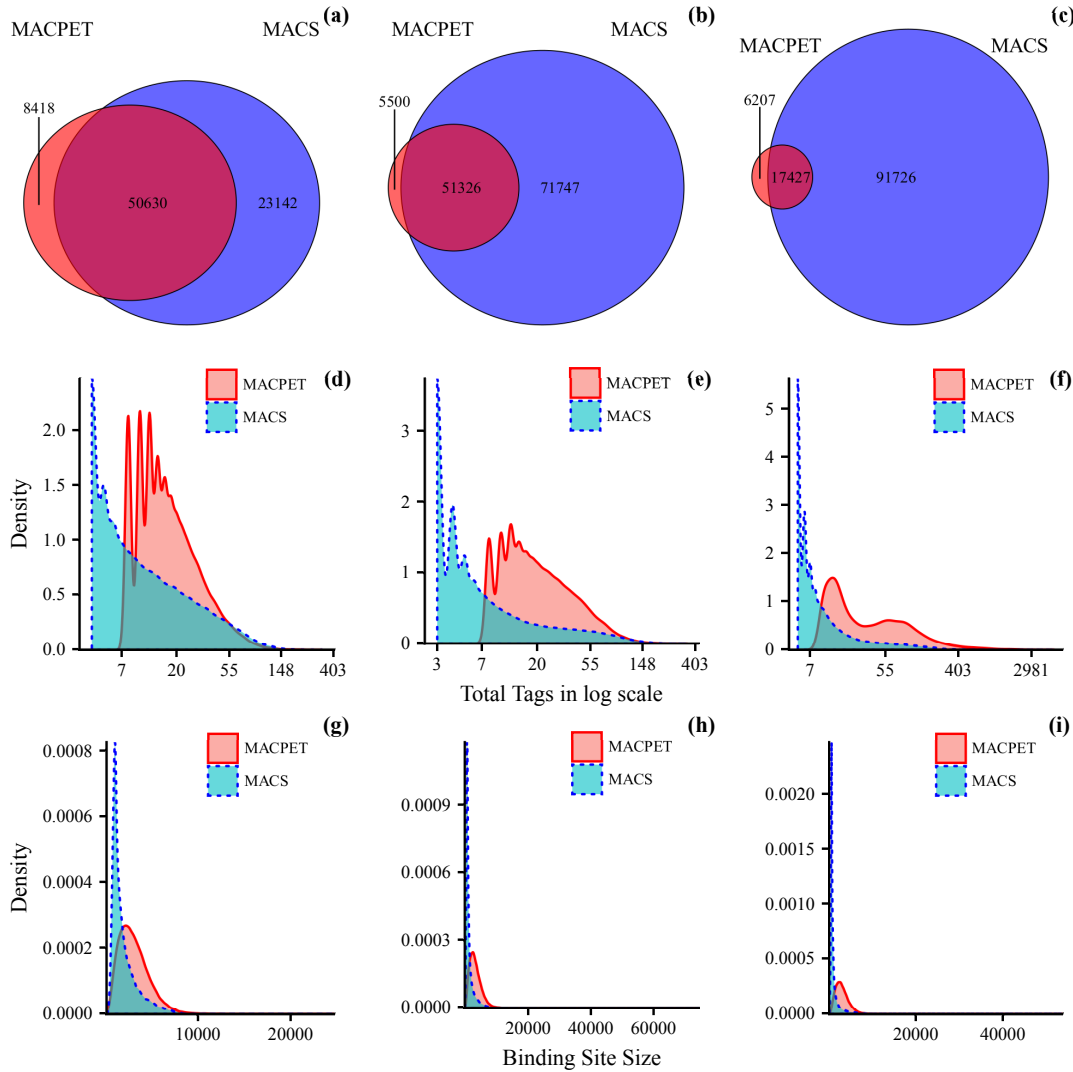 (a)
(b)
(c)
MACPET
MACS
MACPET
MACS
MACPET
MACS
8418
50630
23142
5500
51326
71747
6207
17427
91726
(d)
MACPET
MACS
Density
2.0
1.5
1.0
0.5
0.0
7
20
55
148
403
(e)
MACPET
MACS
3
2
1
0
3
7
20
55
148
403
Total Tags in log scale
(f)
MACPET
MACS
5
4
3
2
1
0
7
55
403
2981
(g)
MACPET
MACS
Density
0.0008
0.0006
0.0004
0.0002
0.0000
10000
20000
(h)
MACPET
MACS
0.0009
0.0006
0.0003
0.0000
20000
40000
60000
Binding Site Size
(i)
MACPET
MACS
0.0020
0.0015
0.0010
0.0005
0.0000
20000
40000